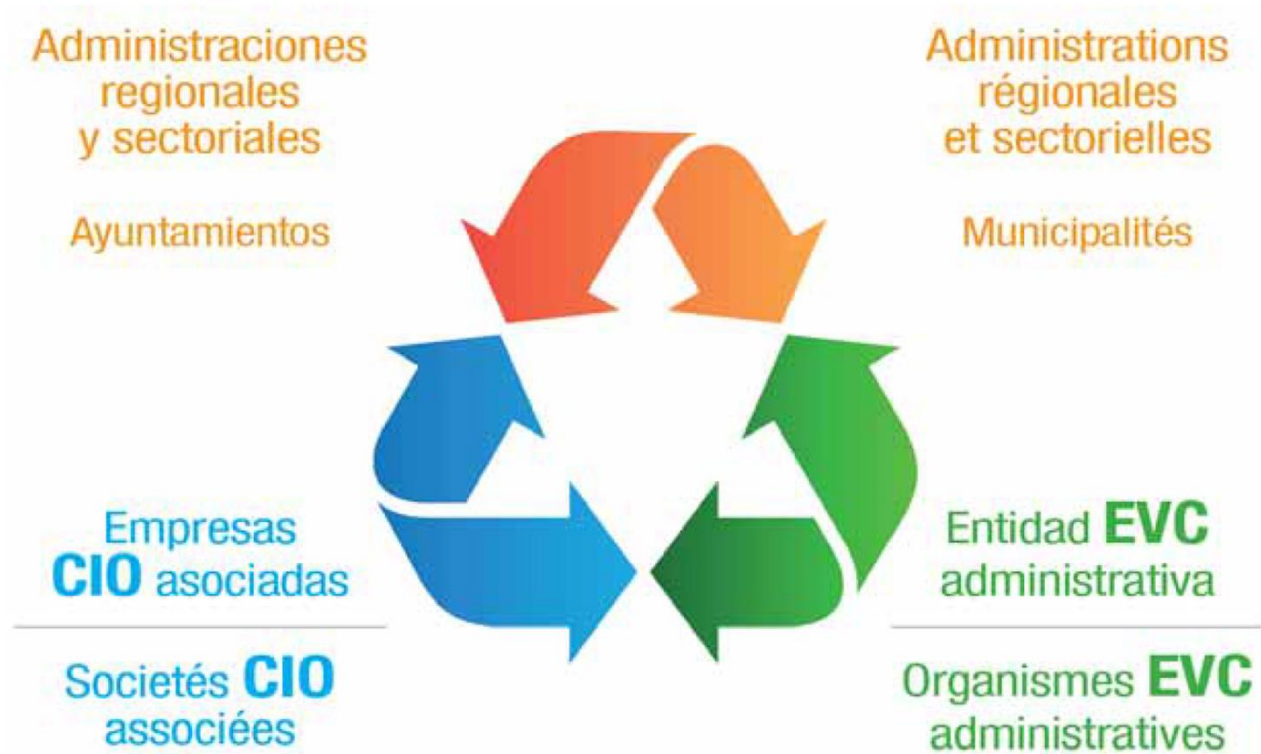 Administraciones
regionales
y sectoriales
Ayuntamientos
Administrations
régionales
et sectorielles
Municipalités
Empresas
CIO asociadas
Societés CIO
associées
Entidad EVC
administrativa
Organismes EVC
administratives